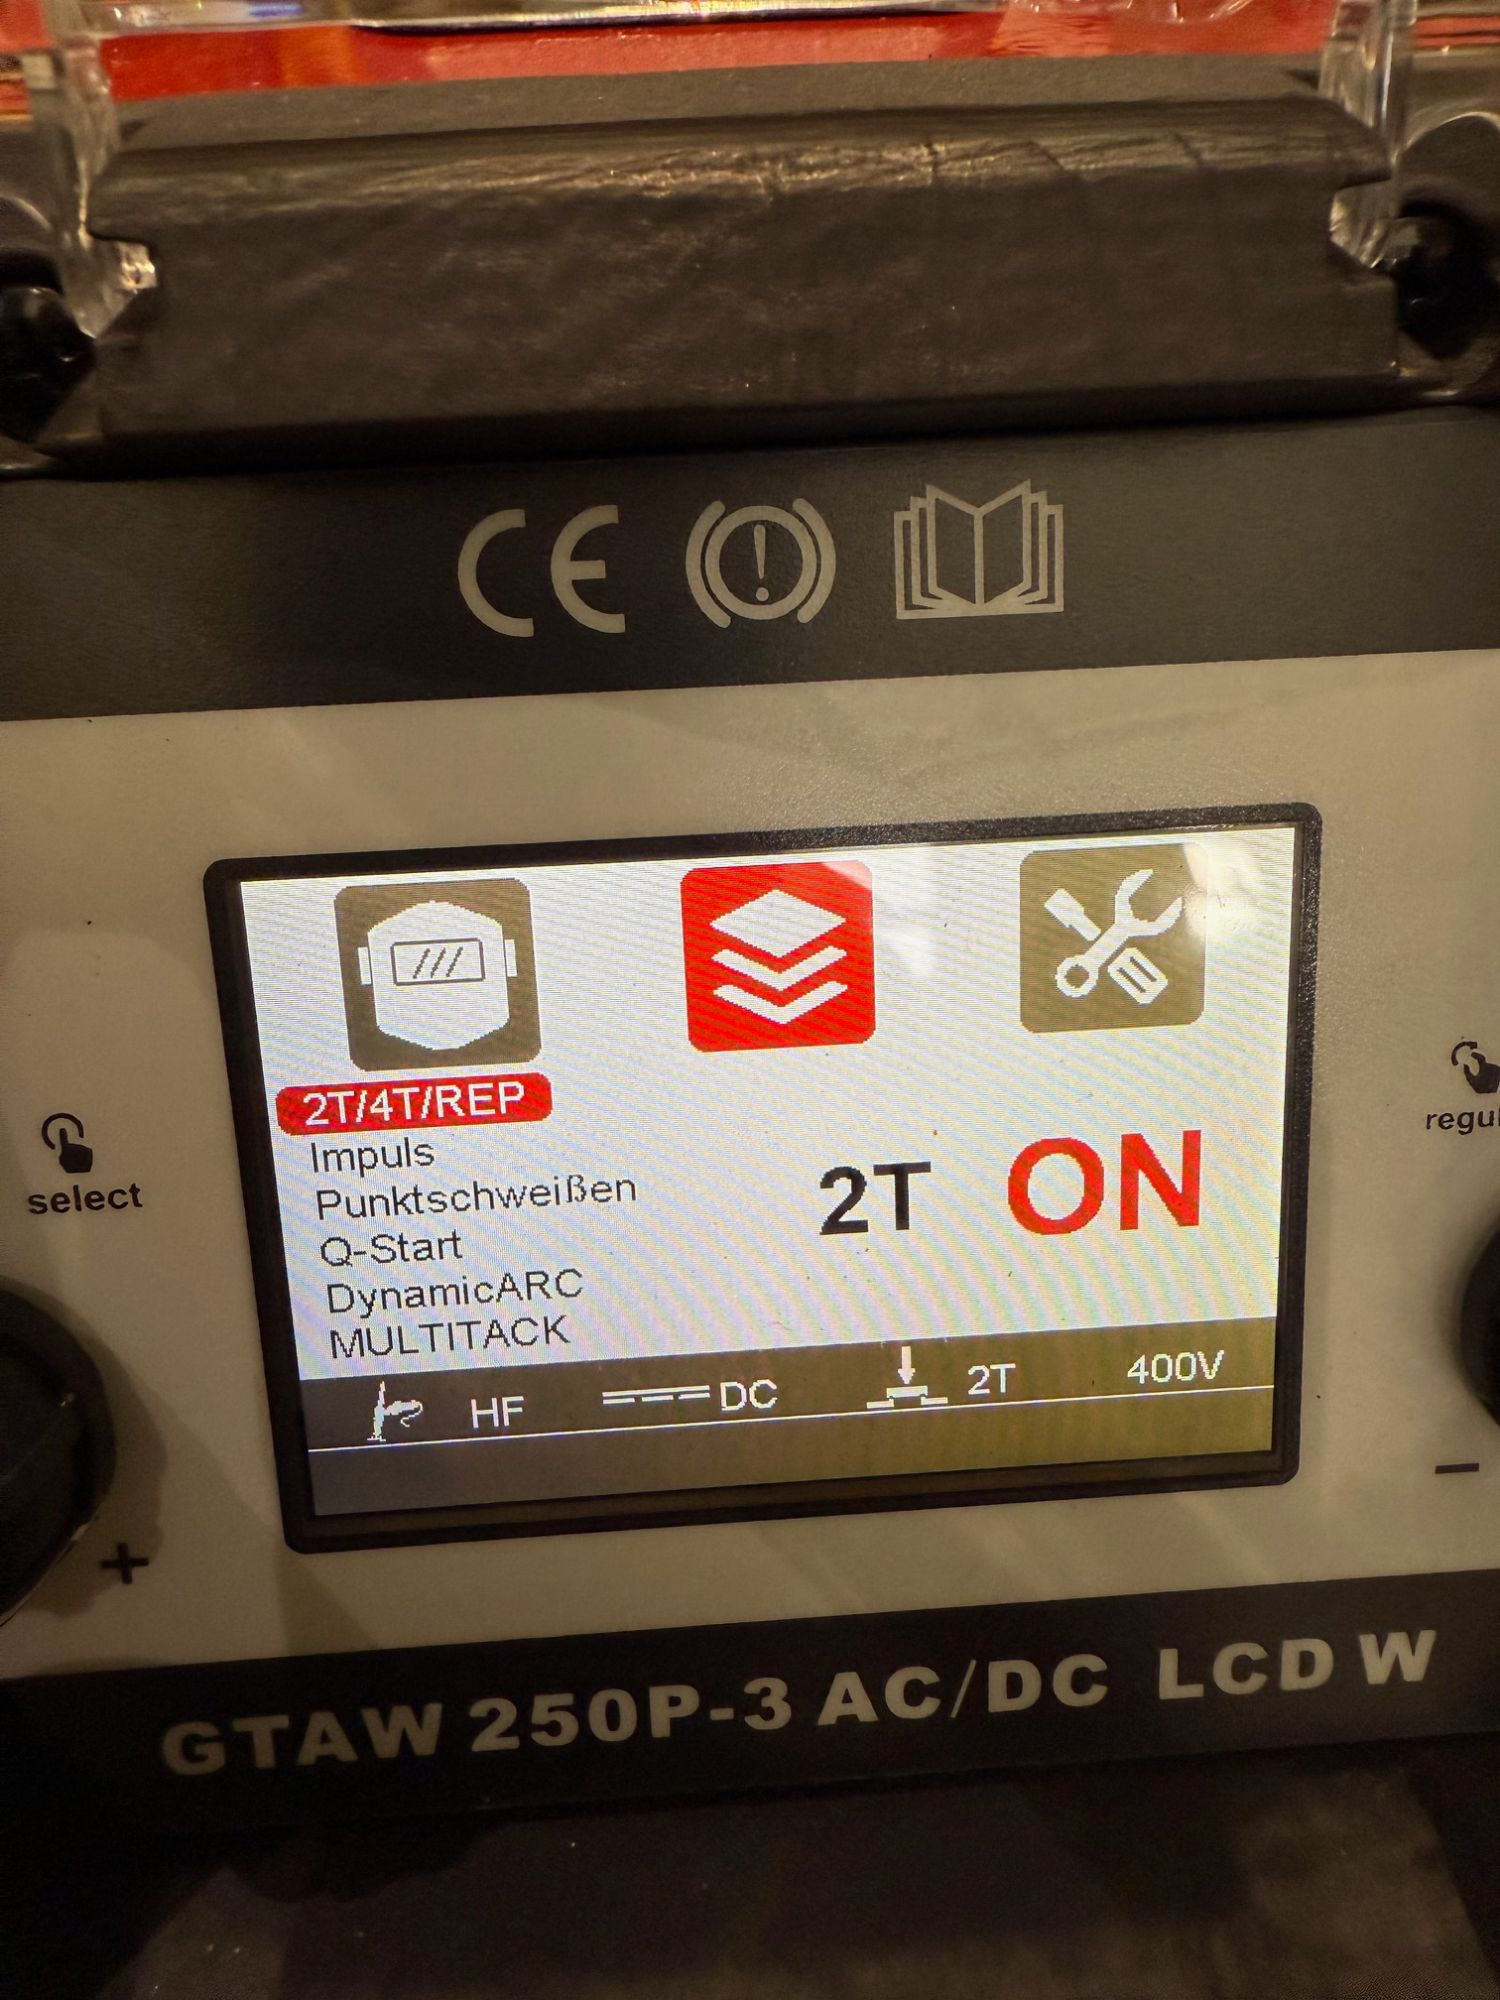 CE
2T/4T/REP
Impuls
Punktschweißen
Q-Start
DynamicARC
MULTITACK
2T ON
HF DC 2T 400V
select
+
−
GTAW 250P-3 AC/DC LCD W